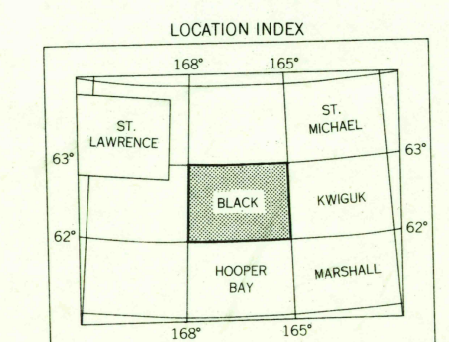 LOCATION INDEX
168° 165°
ST.
LAWRENCE
ST.
MICHAEL
63° 63°
BLACK
KWIGUK
62° 62°
HOOPER
BAY
MARSHALL
168° 165°